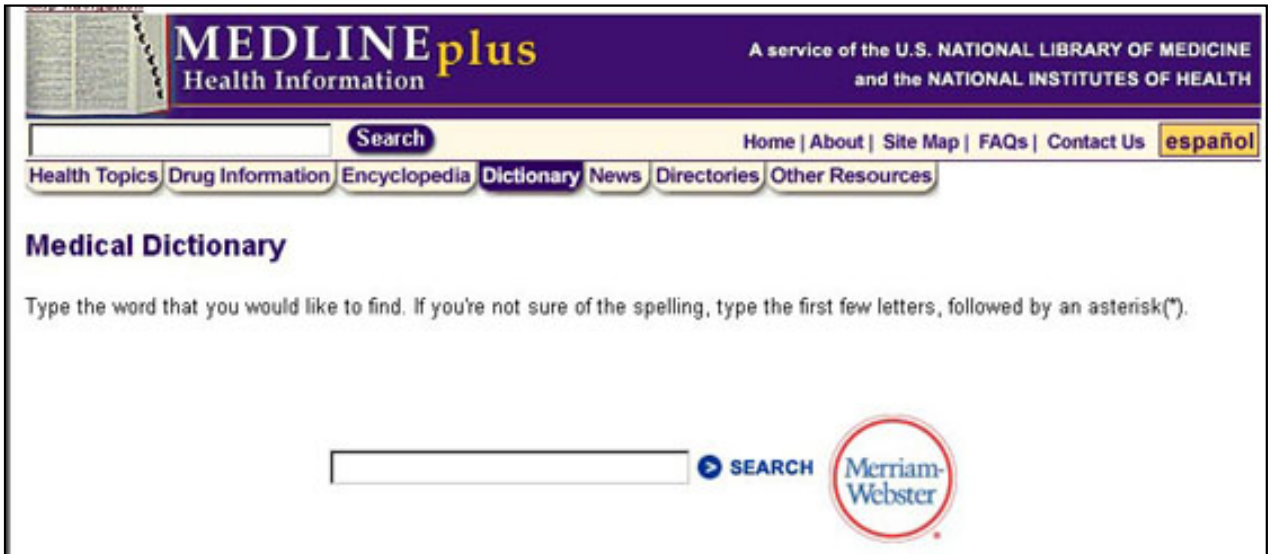 Skip navigation
MEDLINEplus
Health Information
A service of the U.S. NATIONAL LIBRARY OF MEDICINE
and the NATIONAL INSTITUTES OF HEALTH
Search
Home | About | Site Map | FAQs | Contact Us español
Health Topics Drug Information Encyclopedia Dictionary News Directories Other Resources
Medical Dictionary
Type the word that you would like to find. If you're not sure of the spelling, type the first few letters, followed by an asterisk(*).
SEARCH
Merriam-
Webster